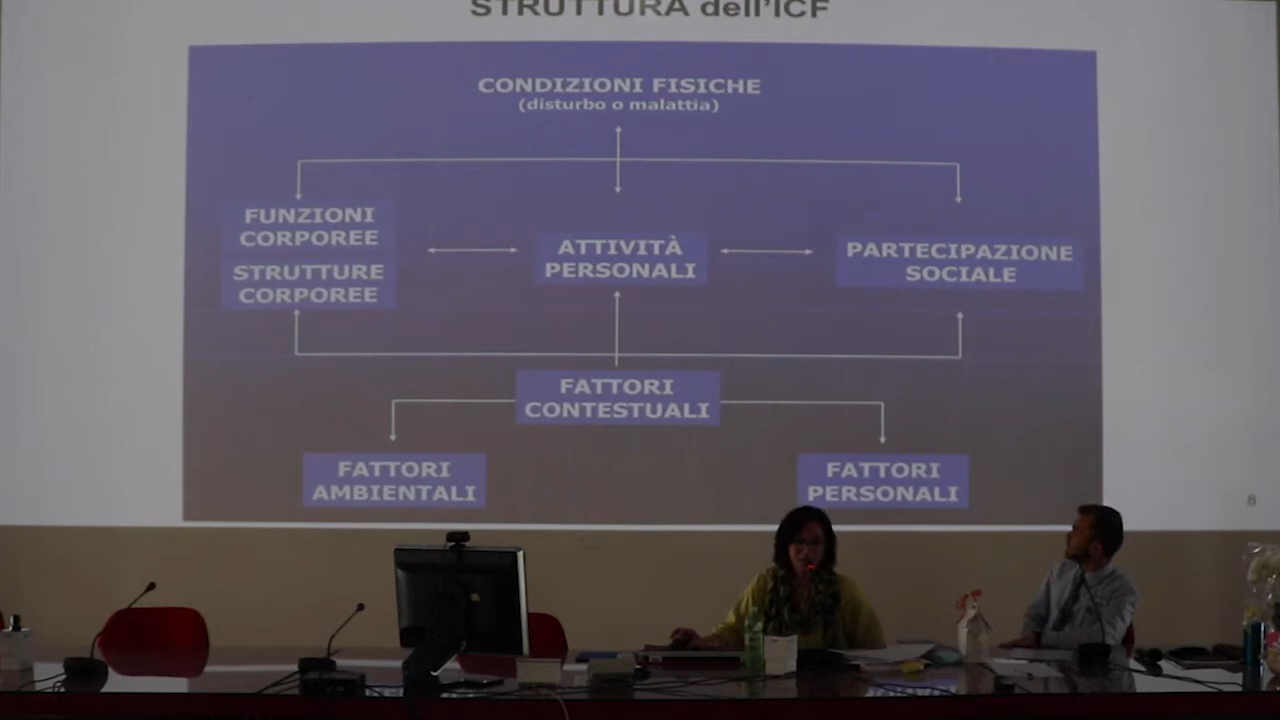 STRUTTURA dell'ICF
CONDIZIONI FISICHE
(disturbo o malattia)
FUNZIONI
CORPOREE
STRUTTURE
CORPOREE
ATTIVITÀ
PERSONALI
PARTECIPAZIONE
SOCIALE
FATTORI
CONTESTUALI
FATTORI
AMBIENTALI
FATTORI
PERSONALI
8